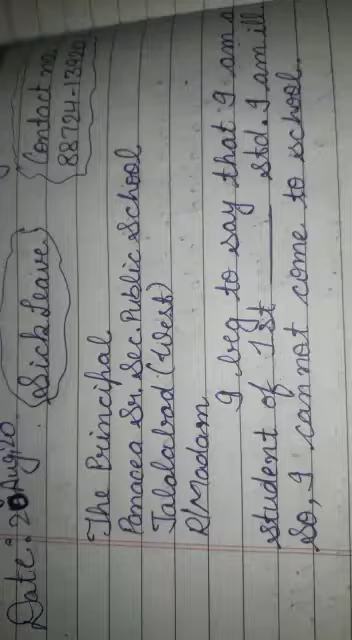 Date:- 20 Aug, 20
Sick Leave
Contact no.
88724-13920
The Principal
Panacea Sr. Sec. Public School
Jalalabad (West)
R/Madam
I beg to say that I am a
student of 1st ___ std. I am ill.
So, I cannot come to school.